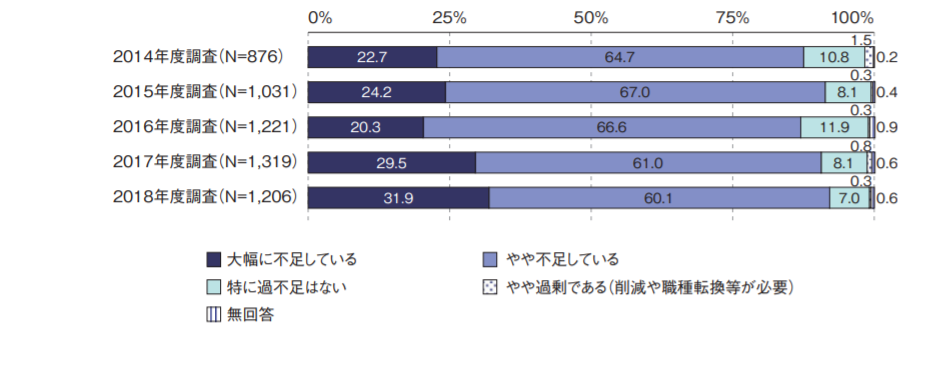 0% 25% 50% 75% 100%
1.5
2014年度調査(N=876) 22.7 64.7 10.8 0.2
0.3
2015年度調査(N=1,031) 24.2 67.0 8.1 0.4
0.3
2016年度調査(N=1,221) 20.3 66.6 11.9 0.9
0.8
2017年度調査(N=1,319) 29.5 61.0 8.1 0.6
0.3
2018年度調査(N=1,206) 31.9 60.1 7.0 0.6
大幅に不足している やや不足している
特に過不足はない やや過剰である(削減や職種転換等が必要)
無回答